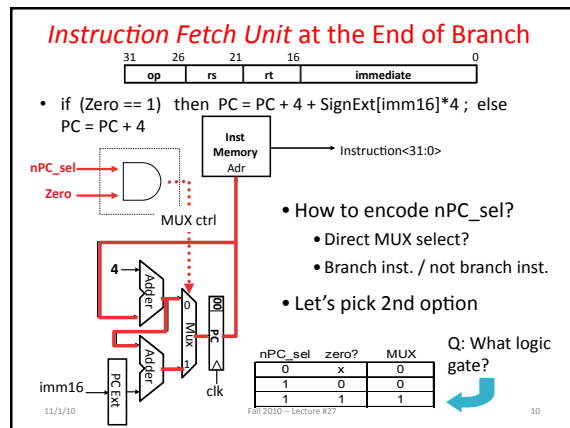 Instruction Fetch Unit at the End of Branch
31 26 21 16 0
op rs rt immediate
• if (Zero == 1) then PC = PC + 4 + SignExt[imm16]*4 ; else
PC = PC + 4
Inst
Memory
Adr
Instruction<31:0>
nPC_sel
Zero
MUX ctrl
• How to encode nPC_sel?
• Direct MUX select?
• Branch inst. / not branch inst.
• Let's pick 2nd option
4
Adder
0
Mux
1
00
PC
Adder
imm16
PC Ext
clk
nPC_sel zero? MUX
0 x 0
1 0 0
1 1 1
Q: What logic
gate?
11/1/10
Fall 2010 -- Lecture #27
10